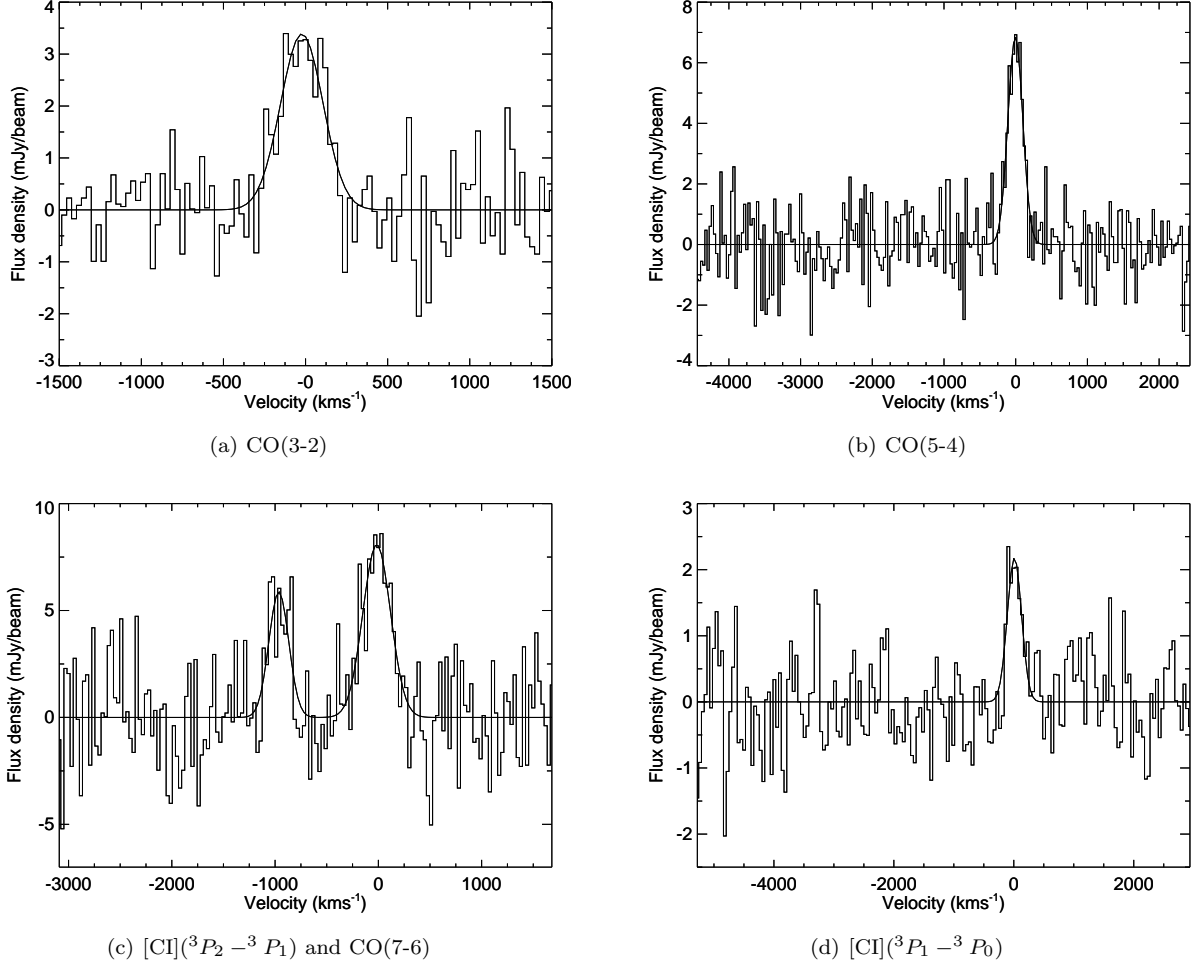 4
3
2
1
0
-1
-2
-3
Flux density (mJy/beam)
-1500 -1000 -500 -0 500 1000 1500
Velocity (kms⁻¹)
(a) CO(3-2)
8
6
4
2
0
-2
-4
Flux density (mJy/beam)
-4000 -3000 -2000 -1000 0 1000 2000
Velocity (kms⁻¹)
(b) CO(5-4)
10
5
0
-5
Flux density (mJy/beam)
-3000 -2000 -1000 0 1000
Velocity (kms⁻¹)
(c) [CI](³P₂ −³ P₁) and CO(7-6)
3
2
1
0
-1
-2
Flux density (mJy/beam)
-4000 -2000 0 2000
Velocity (kms⁻¹)
(d) [CI](³P₁ −³ P₀)